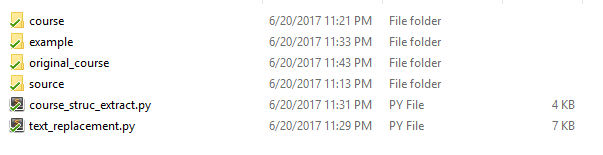 course 6/20/2017 11:21 PM File folder
example 6/20/2017 11:33 PM File folder
original_course 6/20/2017 11:43 PM File folder
source 6/20/2017 11:13 PM File folder
course_struc_extract.py 6/20/2017 11:31 PM PY File 4 KB
text_replacement.py 6/20/2017 11:29 PM PY File 7 KB